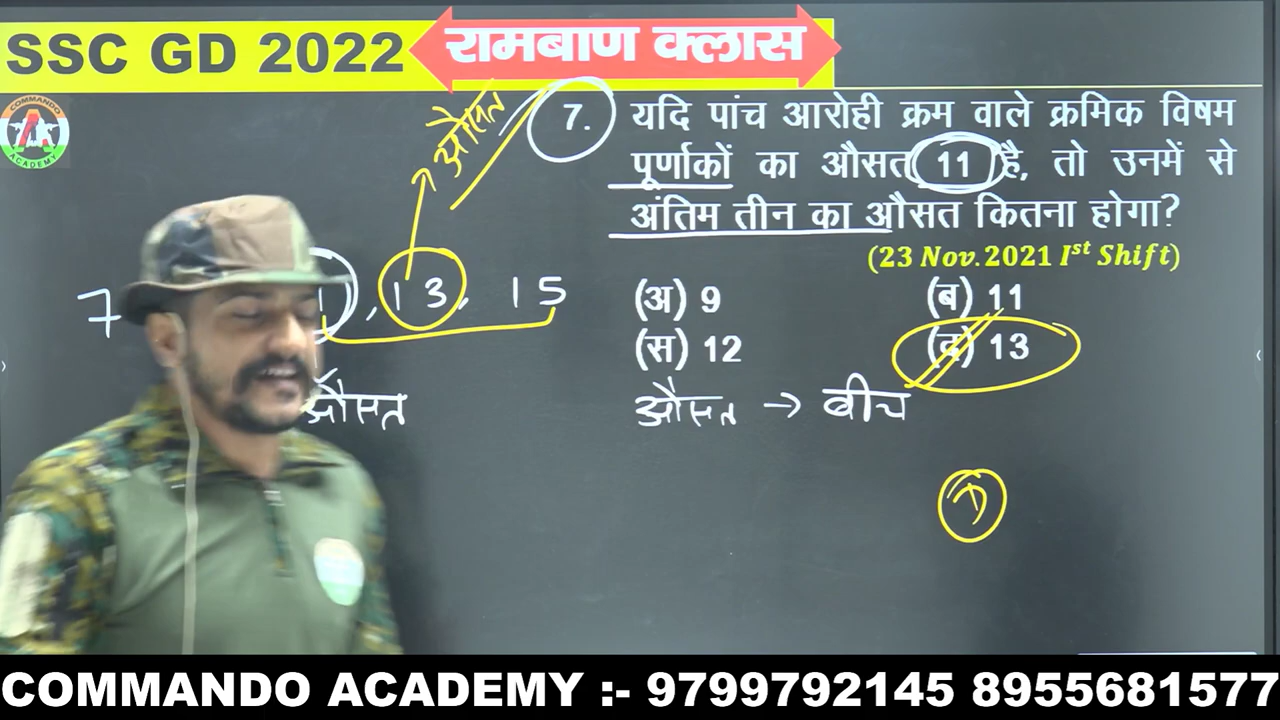 SSC GD 2022
रामबाण क्लास
COMMANDO
ACADEMY
औसत
7. यदि पांच आरोही क्रम वाले क्रमिक विषम
पूर्णाकों का औसत 11 है, तो उनमें से
अंतिम तीन का औसत कितना होगा?
(23 Nov.2021 Iˢᵗ Shift)
7 , 13, 15
(अ) 9 (ब) 11
(स) 12 (द) 13
औसत
औसत → बीच
COMMANDO ACADEMY :- 9799792145 8955681577